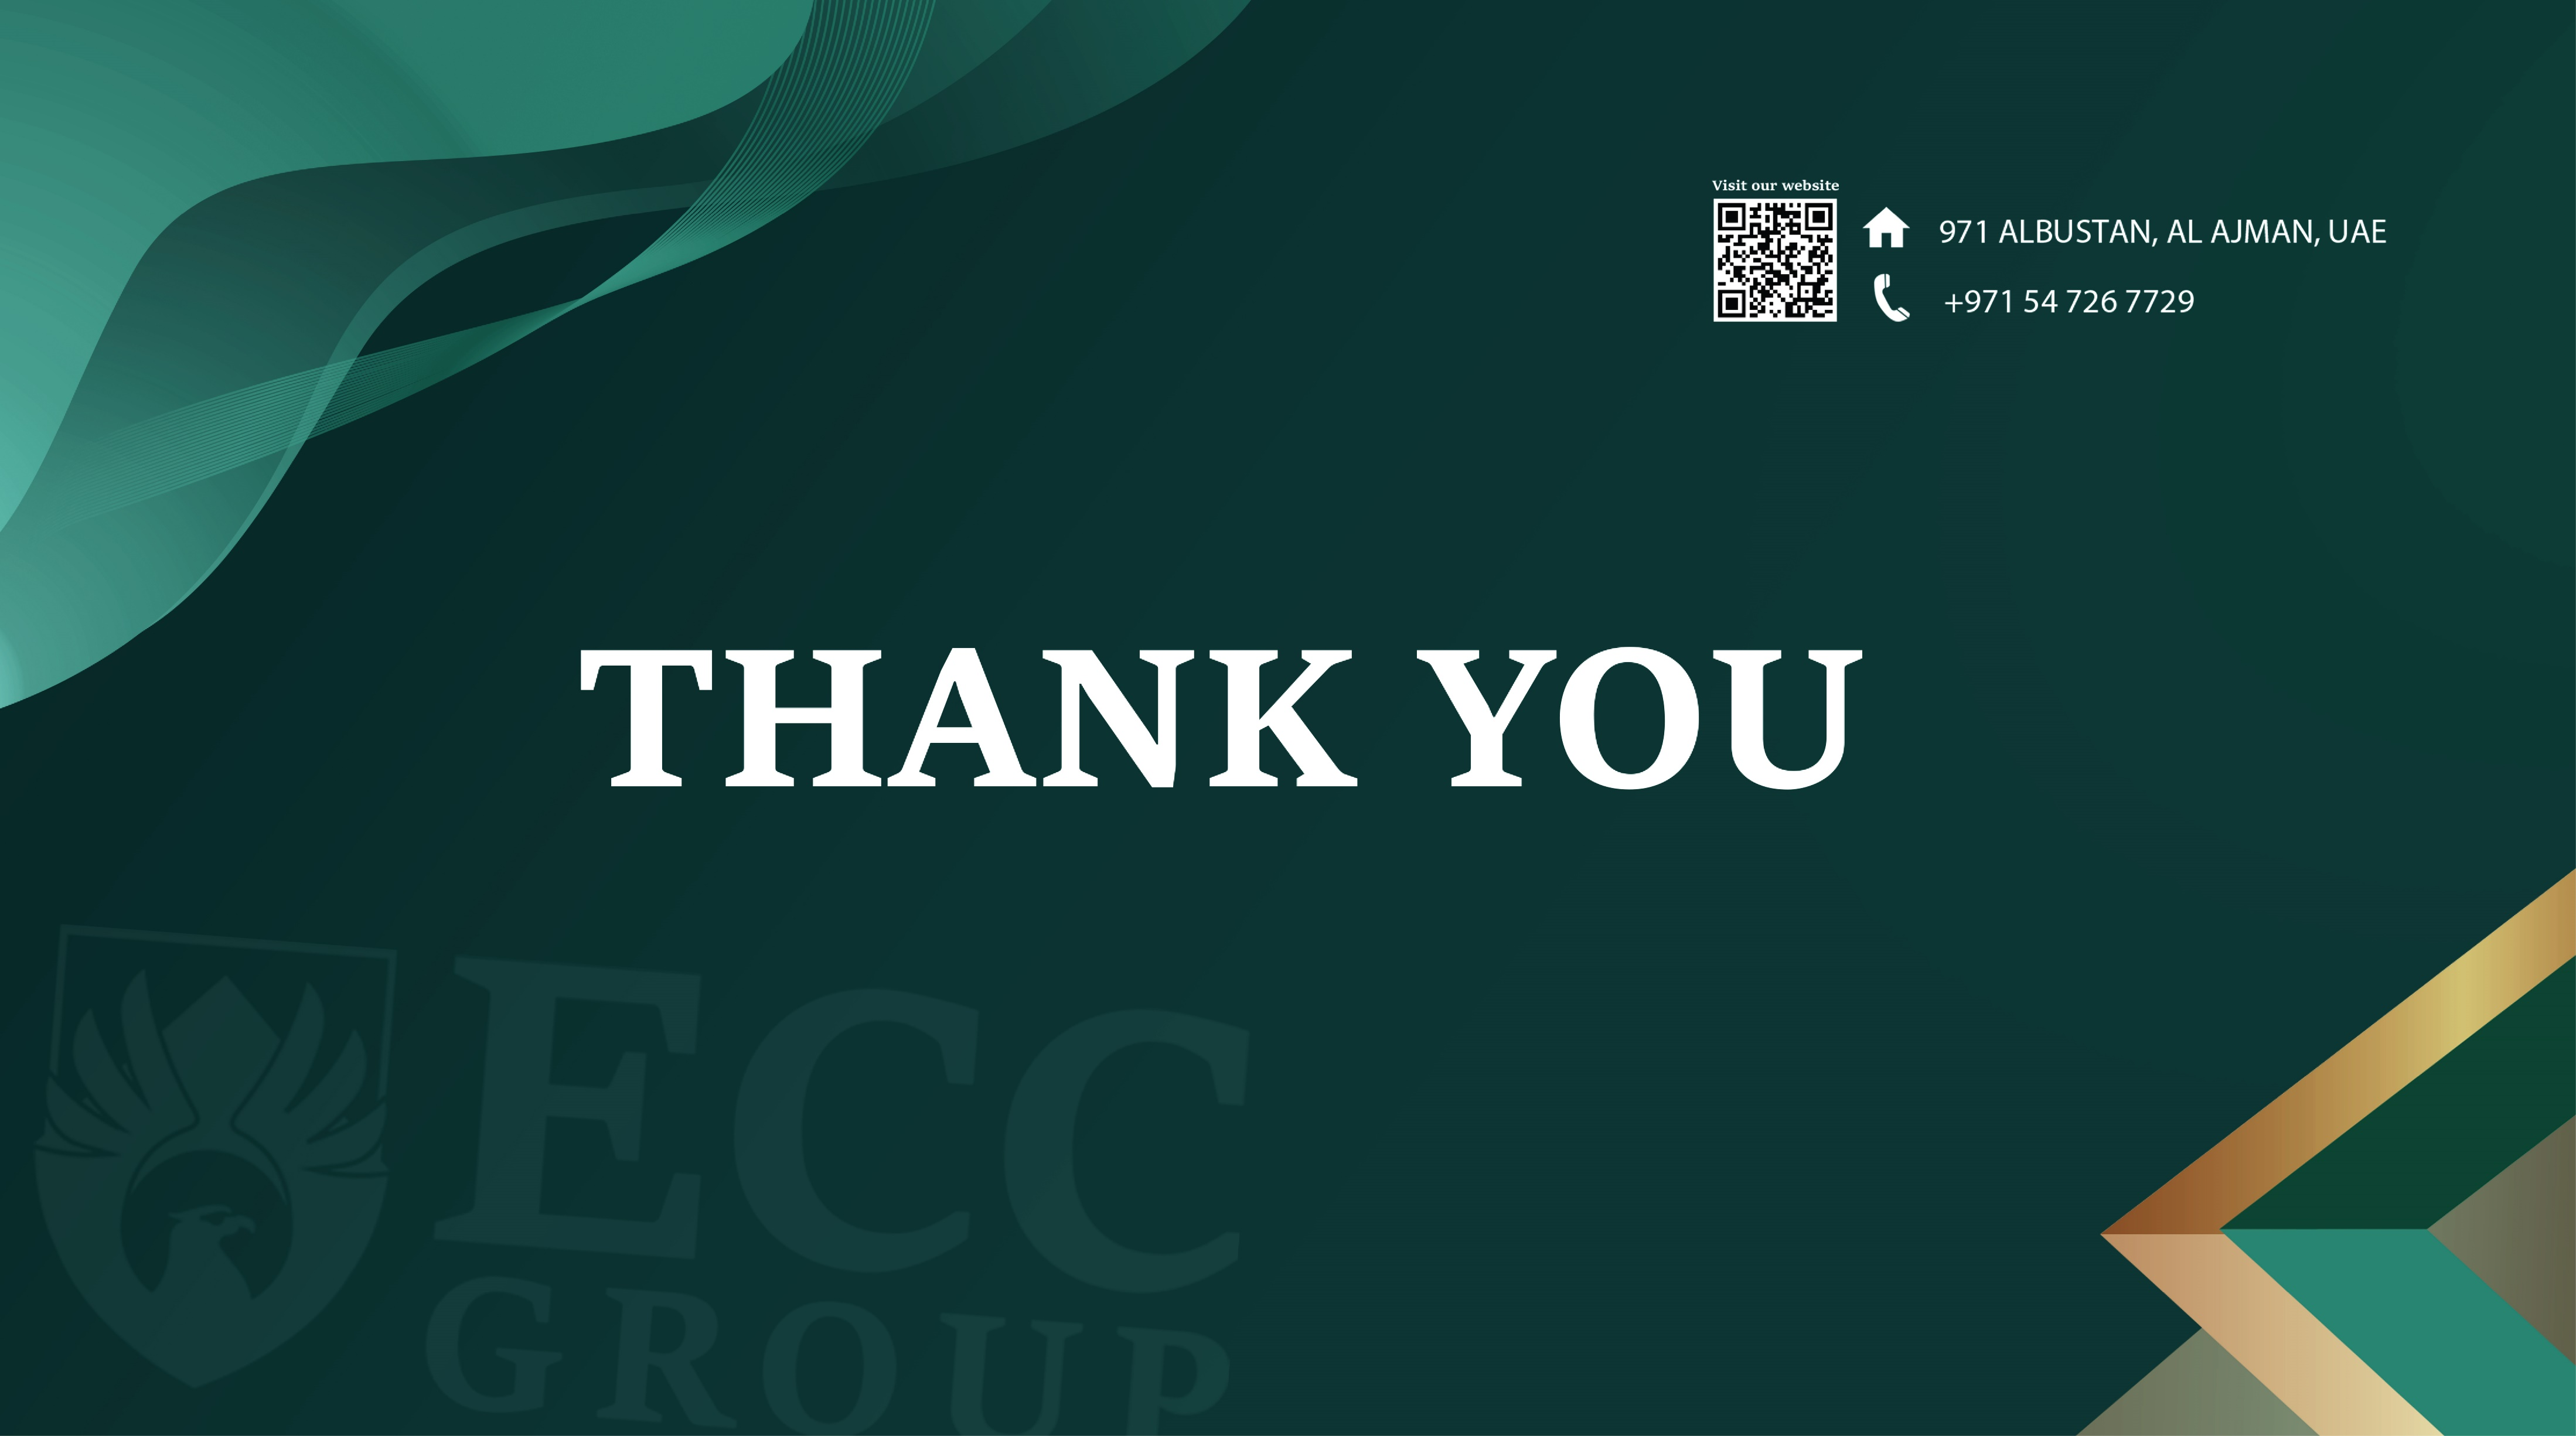 Visit our website
971 ALBUSTAN, AL AJMAN, UAE
+971 54 726 7729
THANK YOU
ECC
GROUP